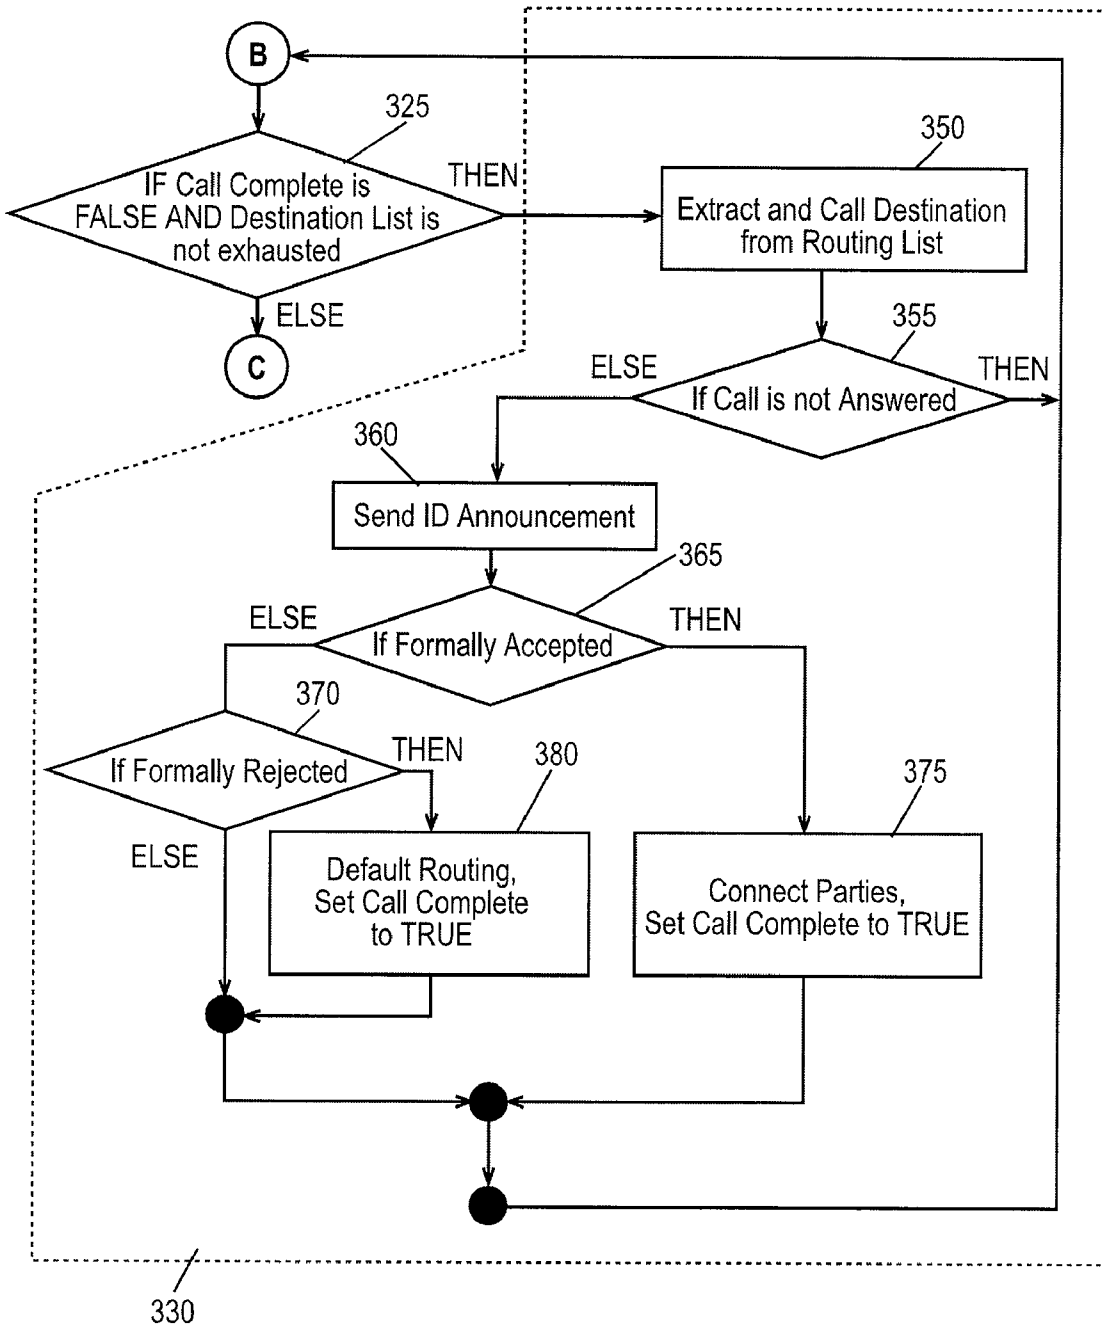 B
325
350
IF Call Complete is
FALSE AND Destination List is
not exhausted
THEN
Extract and Call Destination
from Routing List
ELSE
C
355
ELSE
If Call is not Answered
THEN
360
Send ID Announcement
365
ELSE
If Formally Accepted
THEN
370
If Formally Rejected
THEN
380
375
ELSE
Default Routing,
Set Call Complete
to TRUE
Connect Parties,
Set Call Complete to TRUE
330